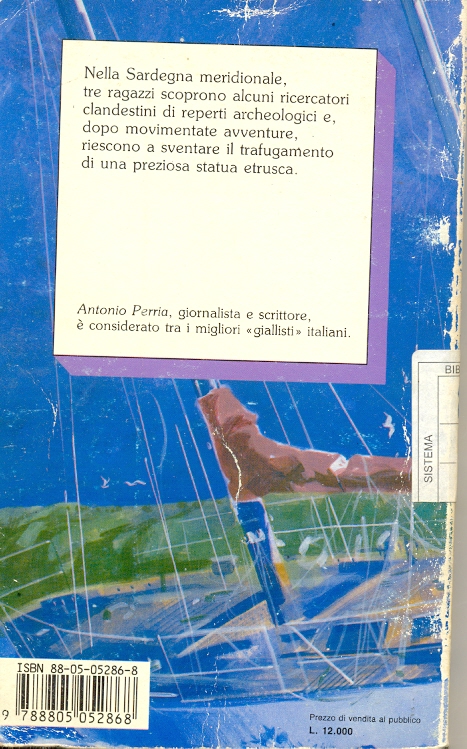 Nella Sardegna meridionale,
tre ragazzi scoprono alcuni ricercatori
clandestini di reperti archeologici e,
dopo movimentate avventure,
riescono a sventare il trafugamento
di una preziosa statua etrusca.
Antonio Perria, giornalista e scrittore,
è considerato tra i migliori «giallisti» italiani.
BIB
SISTEMA
ISBN 88-05-05286-8
9 788805 052868
Prezzo di vendita al pubblico
L. 12.000